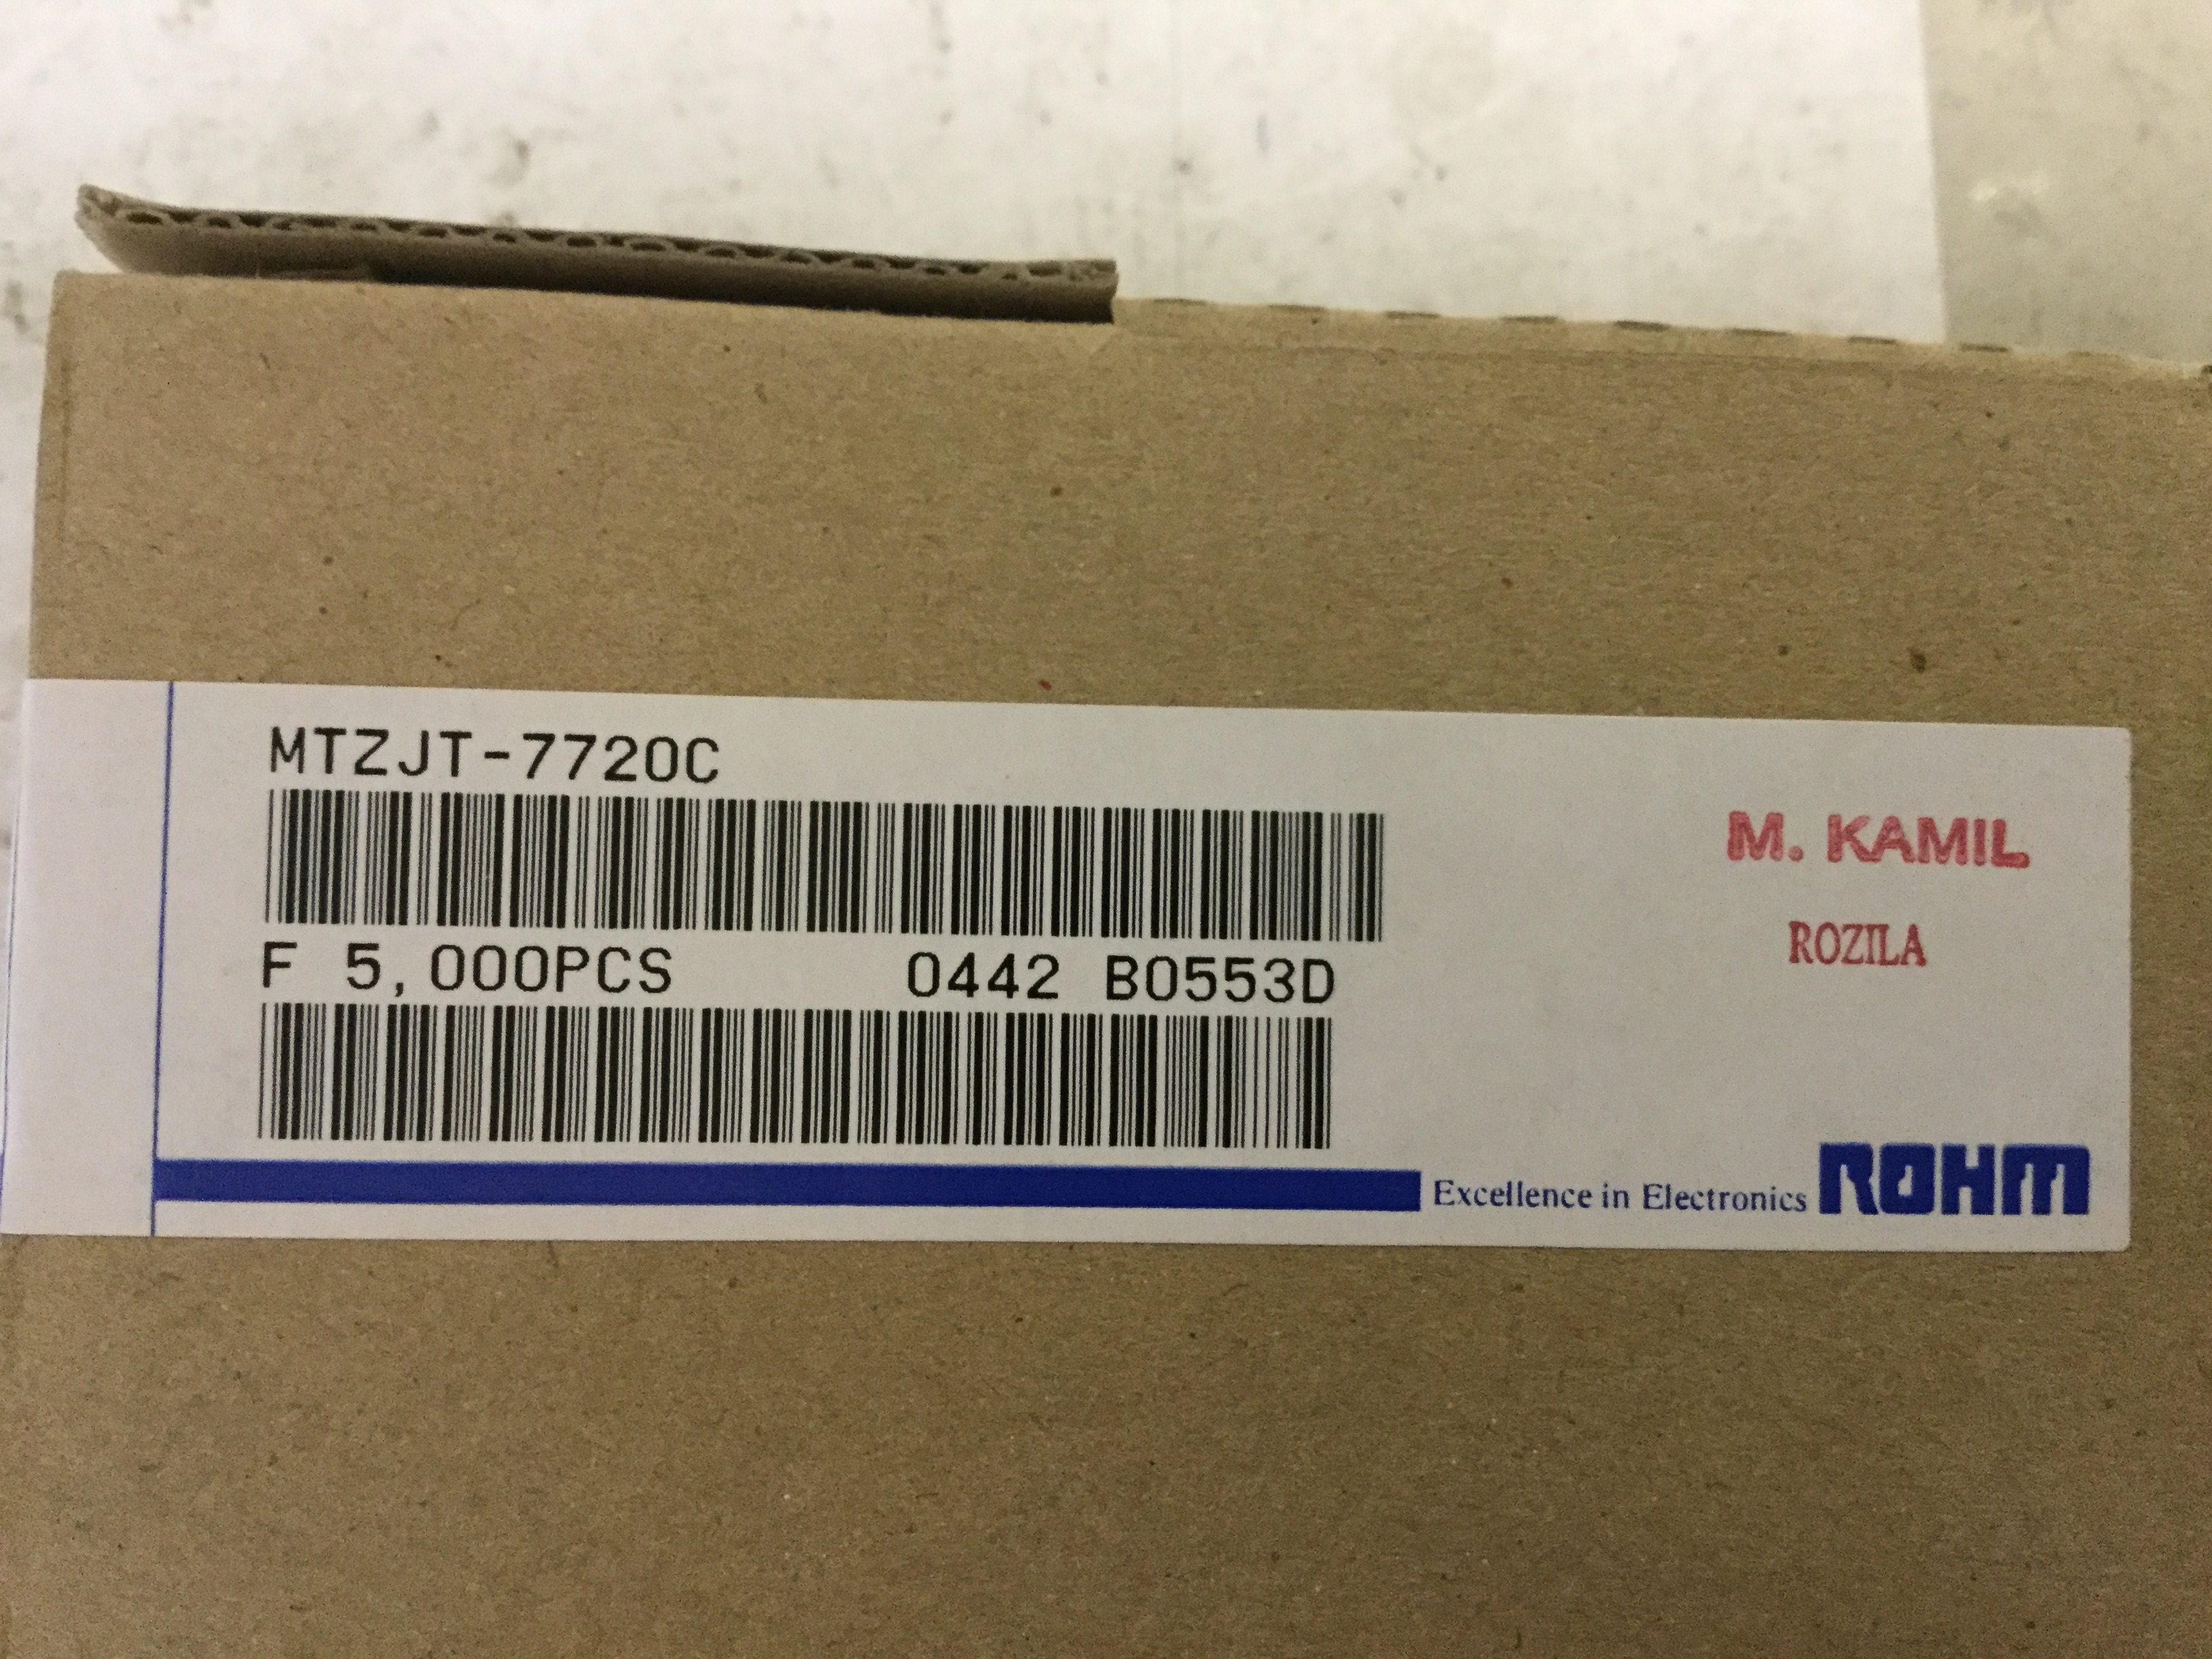 MTZJT-7720C
M. KAMIL
ROZILA
F 5,000PCS 0442 B0553D
Excellence in Electronics ROHM